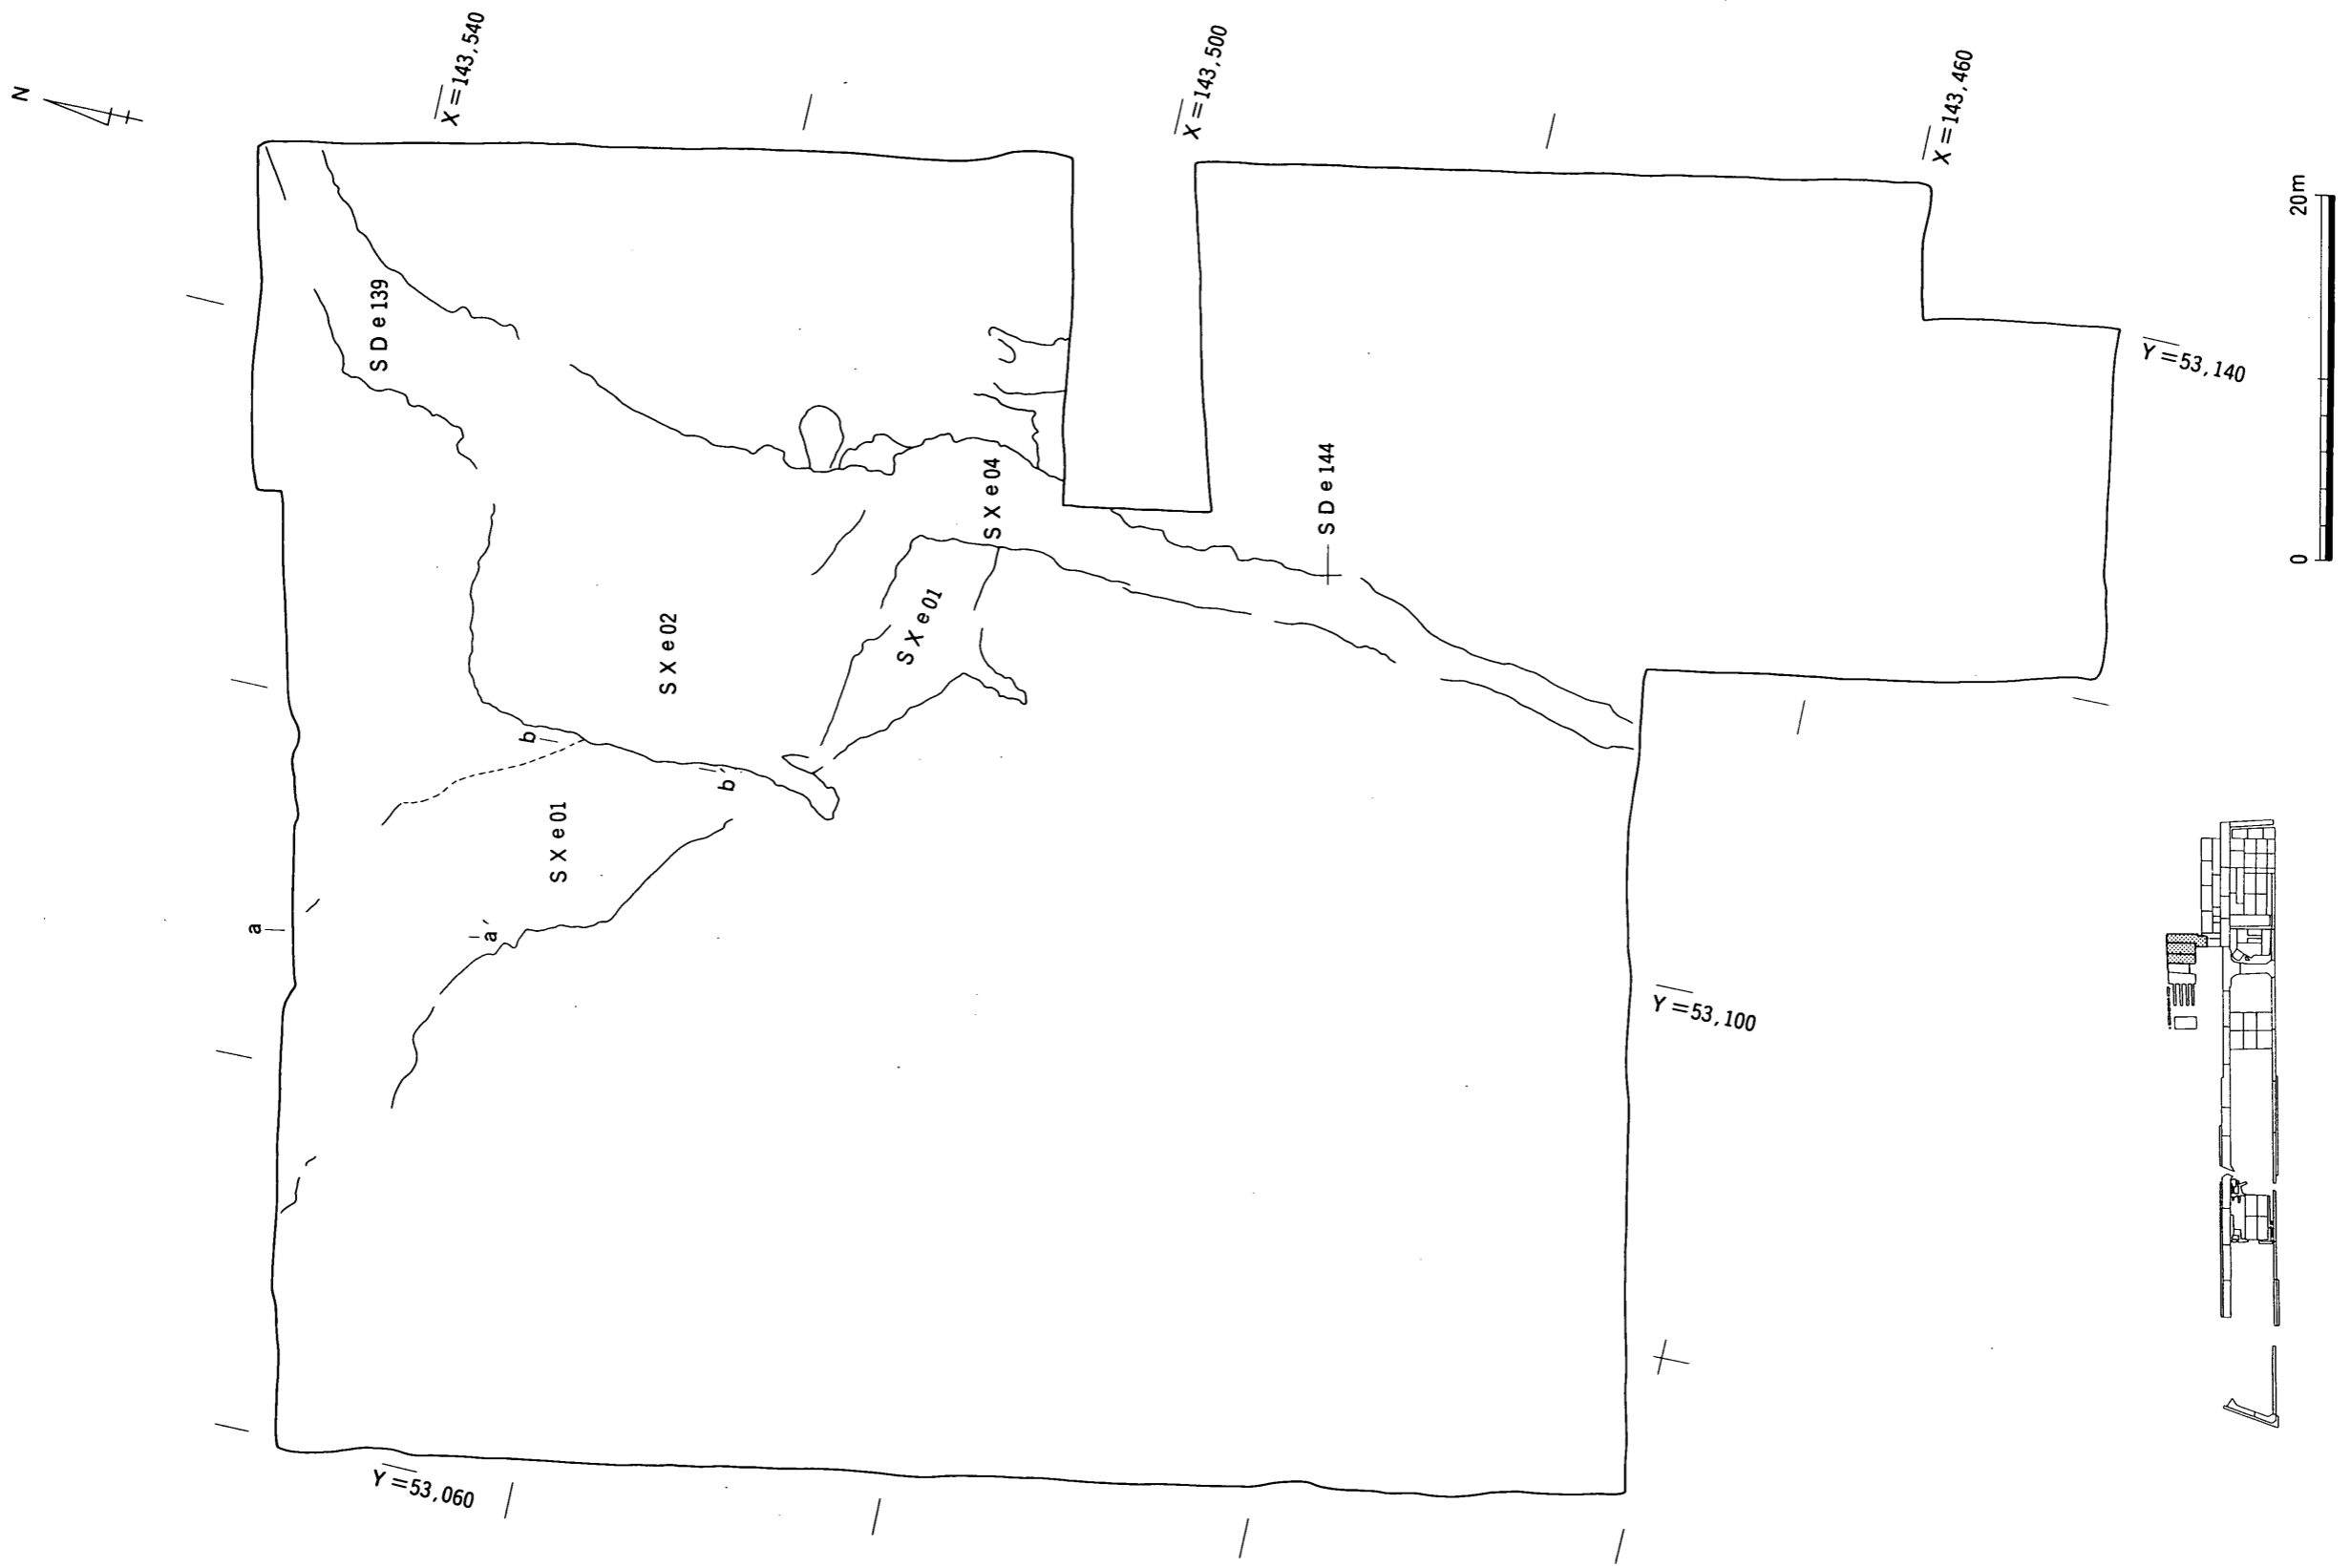 N
X=143,540
X=143,500
X=143,460
20m
0
SDe139
SXe04
SDe144
Y=53,140
SXe01
SXe02
b
b´
SXe01
a
a´
Y=53,100
Y=53,060